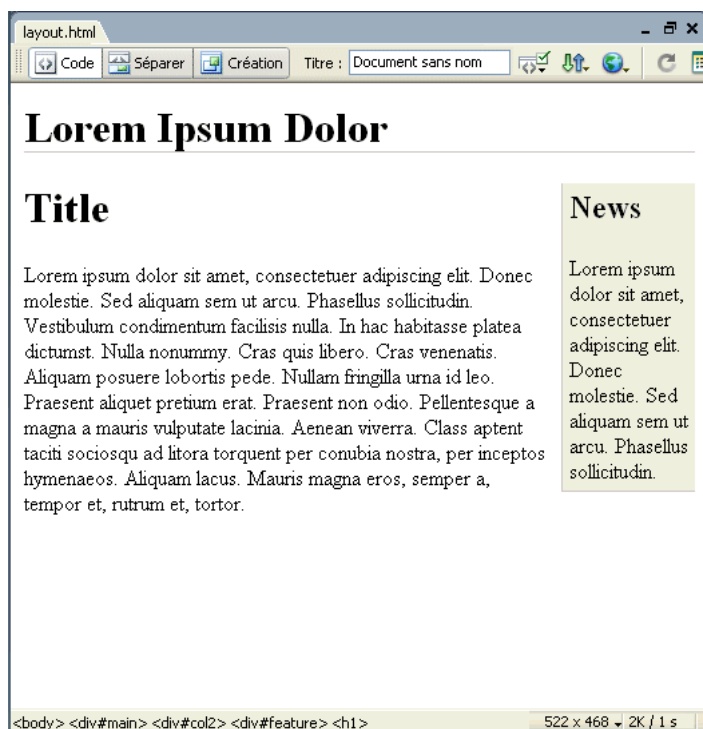 layout.html
Code Séparer Création Titre : Document sans nom
Lorem Ipsum Dolor
Title
Lorem ipsum dolor sit amet, consectetuer adipiscing elit. Donec
molestie. Sed aliquam sem ut arcu. Phasellus sollicitudin.
Vestibulum condimentum facilisis nulla. In hac habitasse platea
dictumst. Nulla nonummy. Cras quis libero. Cras venenatis.
Aliquam posuere lobortis pede. Nullam fringilla urna id leo.
Praesent aliquet pretium erat. Praesent non odio. Pellentesque a
magna a mauris vulputate lacinia. Aenean viverra. Class aptent
taciti sociosqu ad litora torquent per conubia nostra, per inceptos
hymenaeos. Aliquam lacus. Mauris magna eros, semper a,
tempor et, rutrum et, tortor.
News
Lorem ipsum
dolor sit amet,
consectetuer
adipiscing elit.
Donec
molestie. Sed
aliquam sem ut
arcu. Phasellus
sollicitudin.
<body> <div#main> <div#col2> <div#feature> <h1> 522 x 468 2K / 1 s